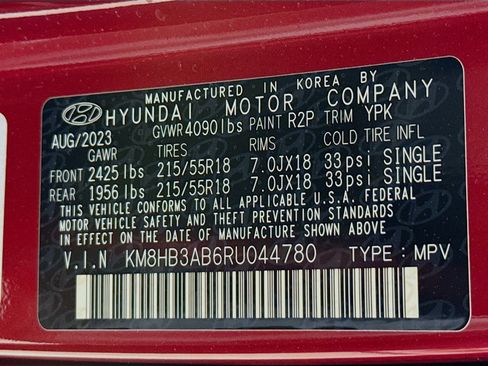 MANUFACTURED IN KOREA BY
HYUNDAI MOTOR COMPANY
AUG/2023 GVWR 4090 lbs PAINT R2P TRIM YPK
GAWR TIRES RIMS COLD TIRE INFL
FRONT 2425 lbs 215/55R18 7.0JX18 33psi SINGLE
REAR 1956 lbs 215/55R18 7.0JX18 33psi SINGLE
THIS VEHICLE CONFORMS TO ALL APPLICABLE U.S.A. FEDERAL
MOTOR VEHICLE SAFETY AND THEFT PREVENTION STANDARDS
IN EFFECT ON THE DATE OF MANUFACTURE SHOWN ABOVE
V.I.N KM8HB3AB6RU044780 TYPE : MPV